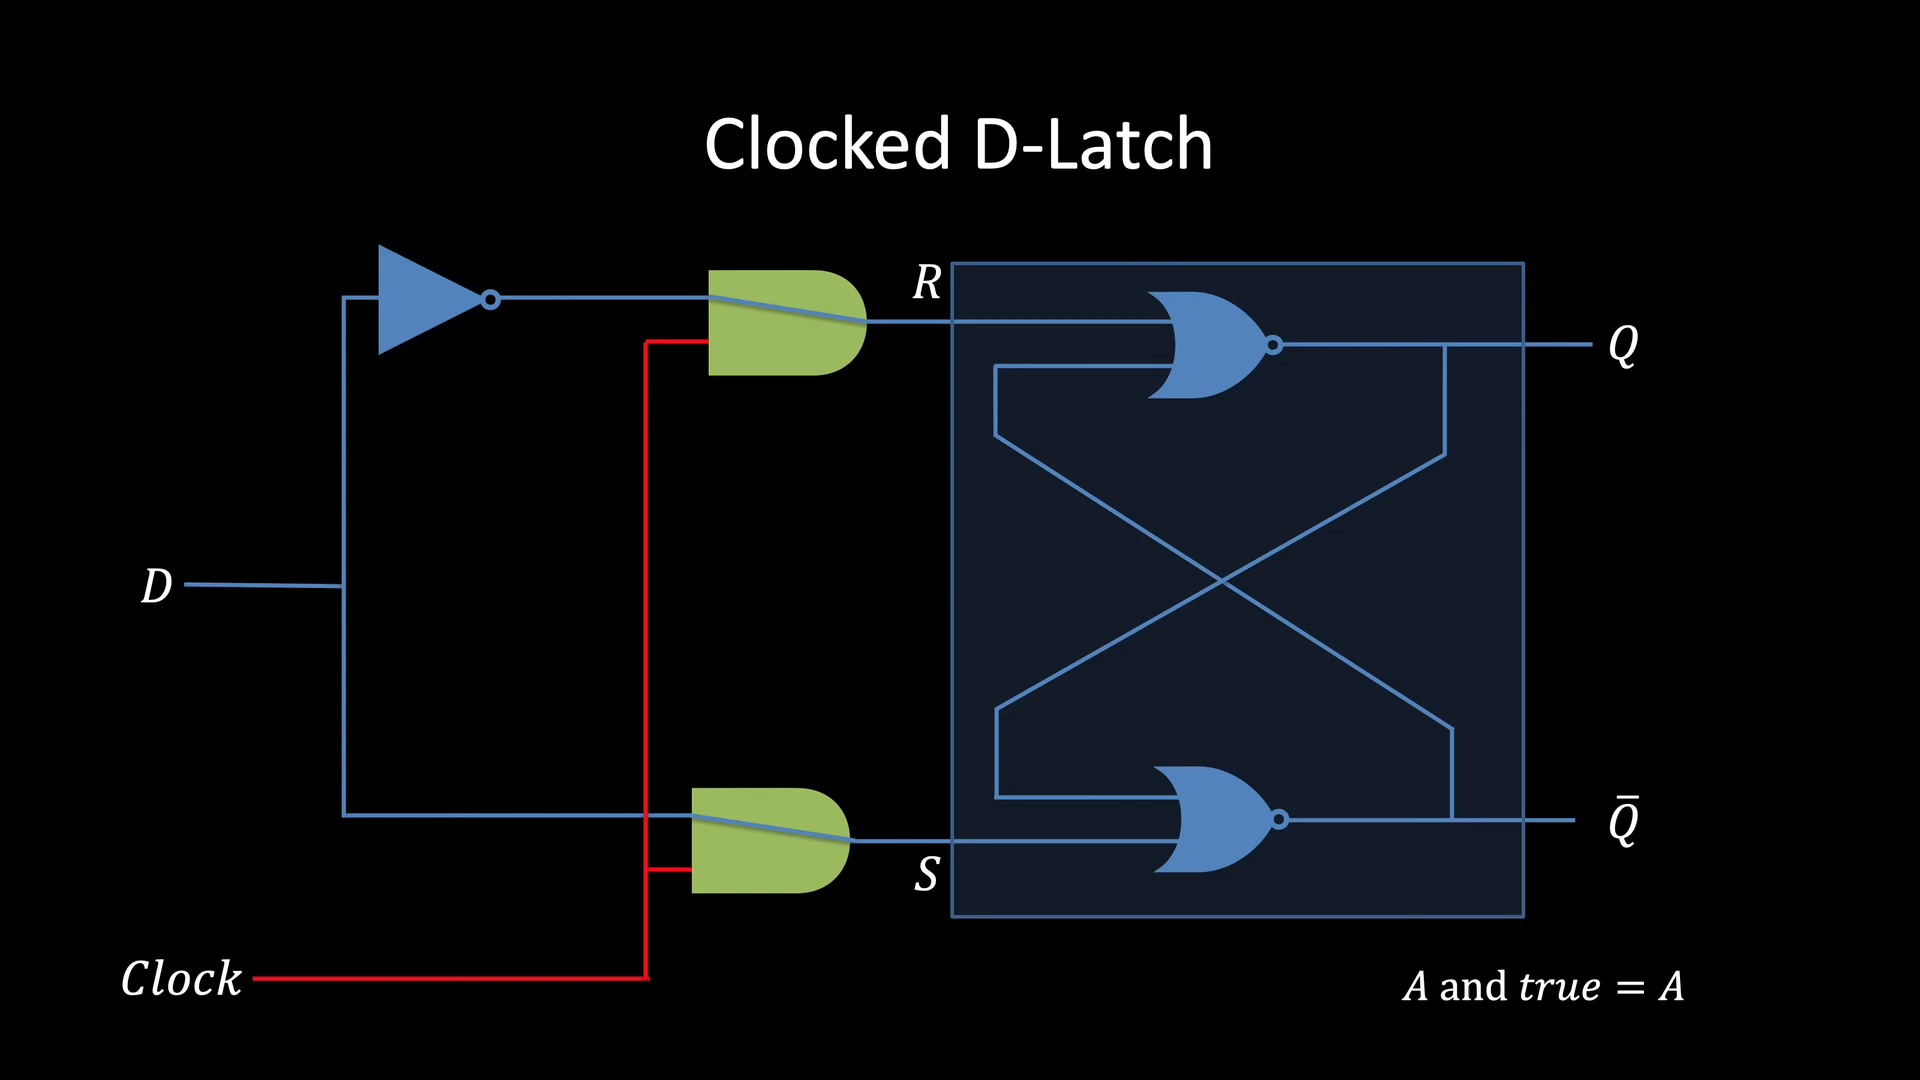 Clocked D-Latch
R
Q
D
Q̄
S
Clock
A and true = A